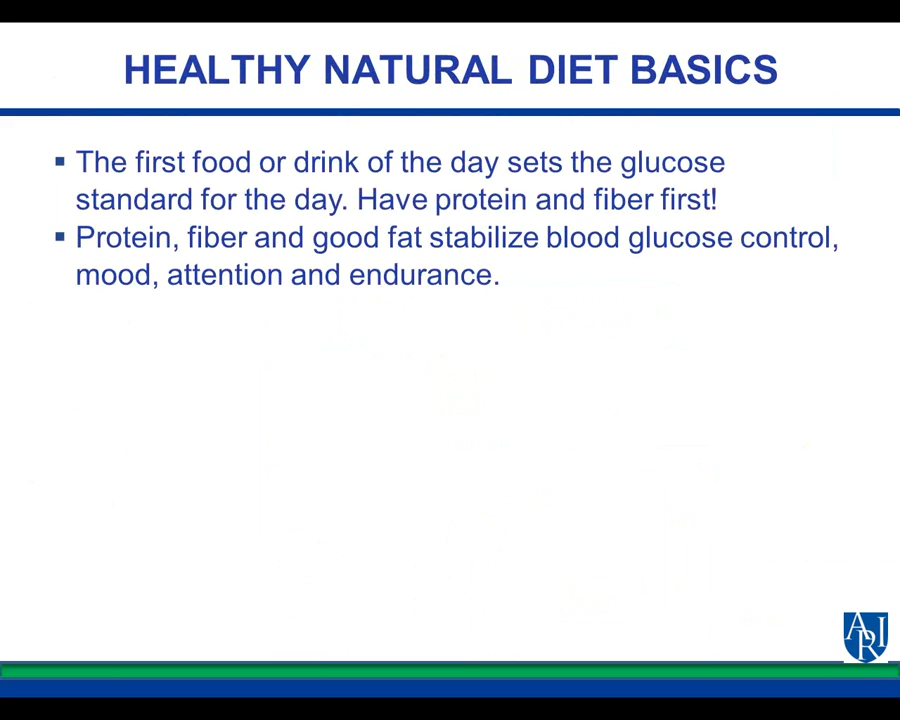 HEALTHY NATURAL DIET BASICS
▪ The first food or drink of the day sets the glucose
standard for the day. Have protein and fiber first!
▪ Protein, fiber and good fat stabilize blood glucose control,
mood, attention and endurance.
ARI